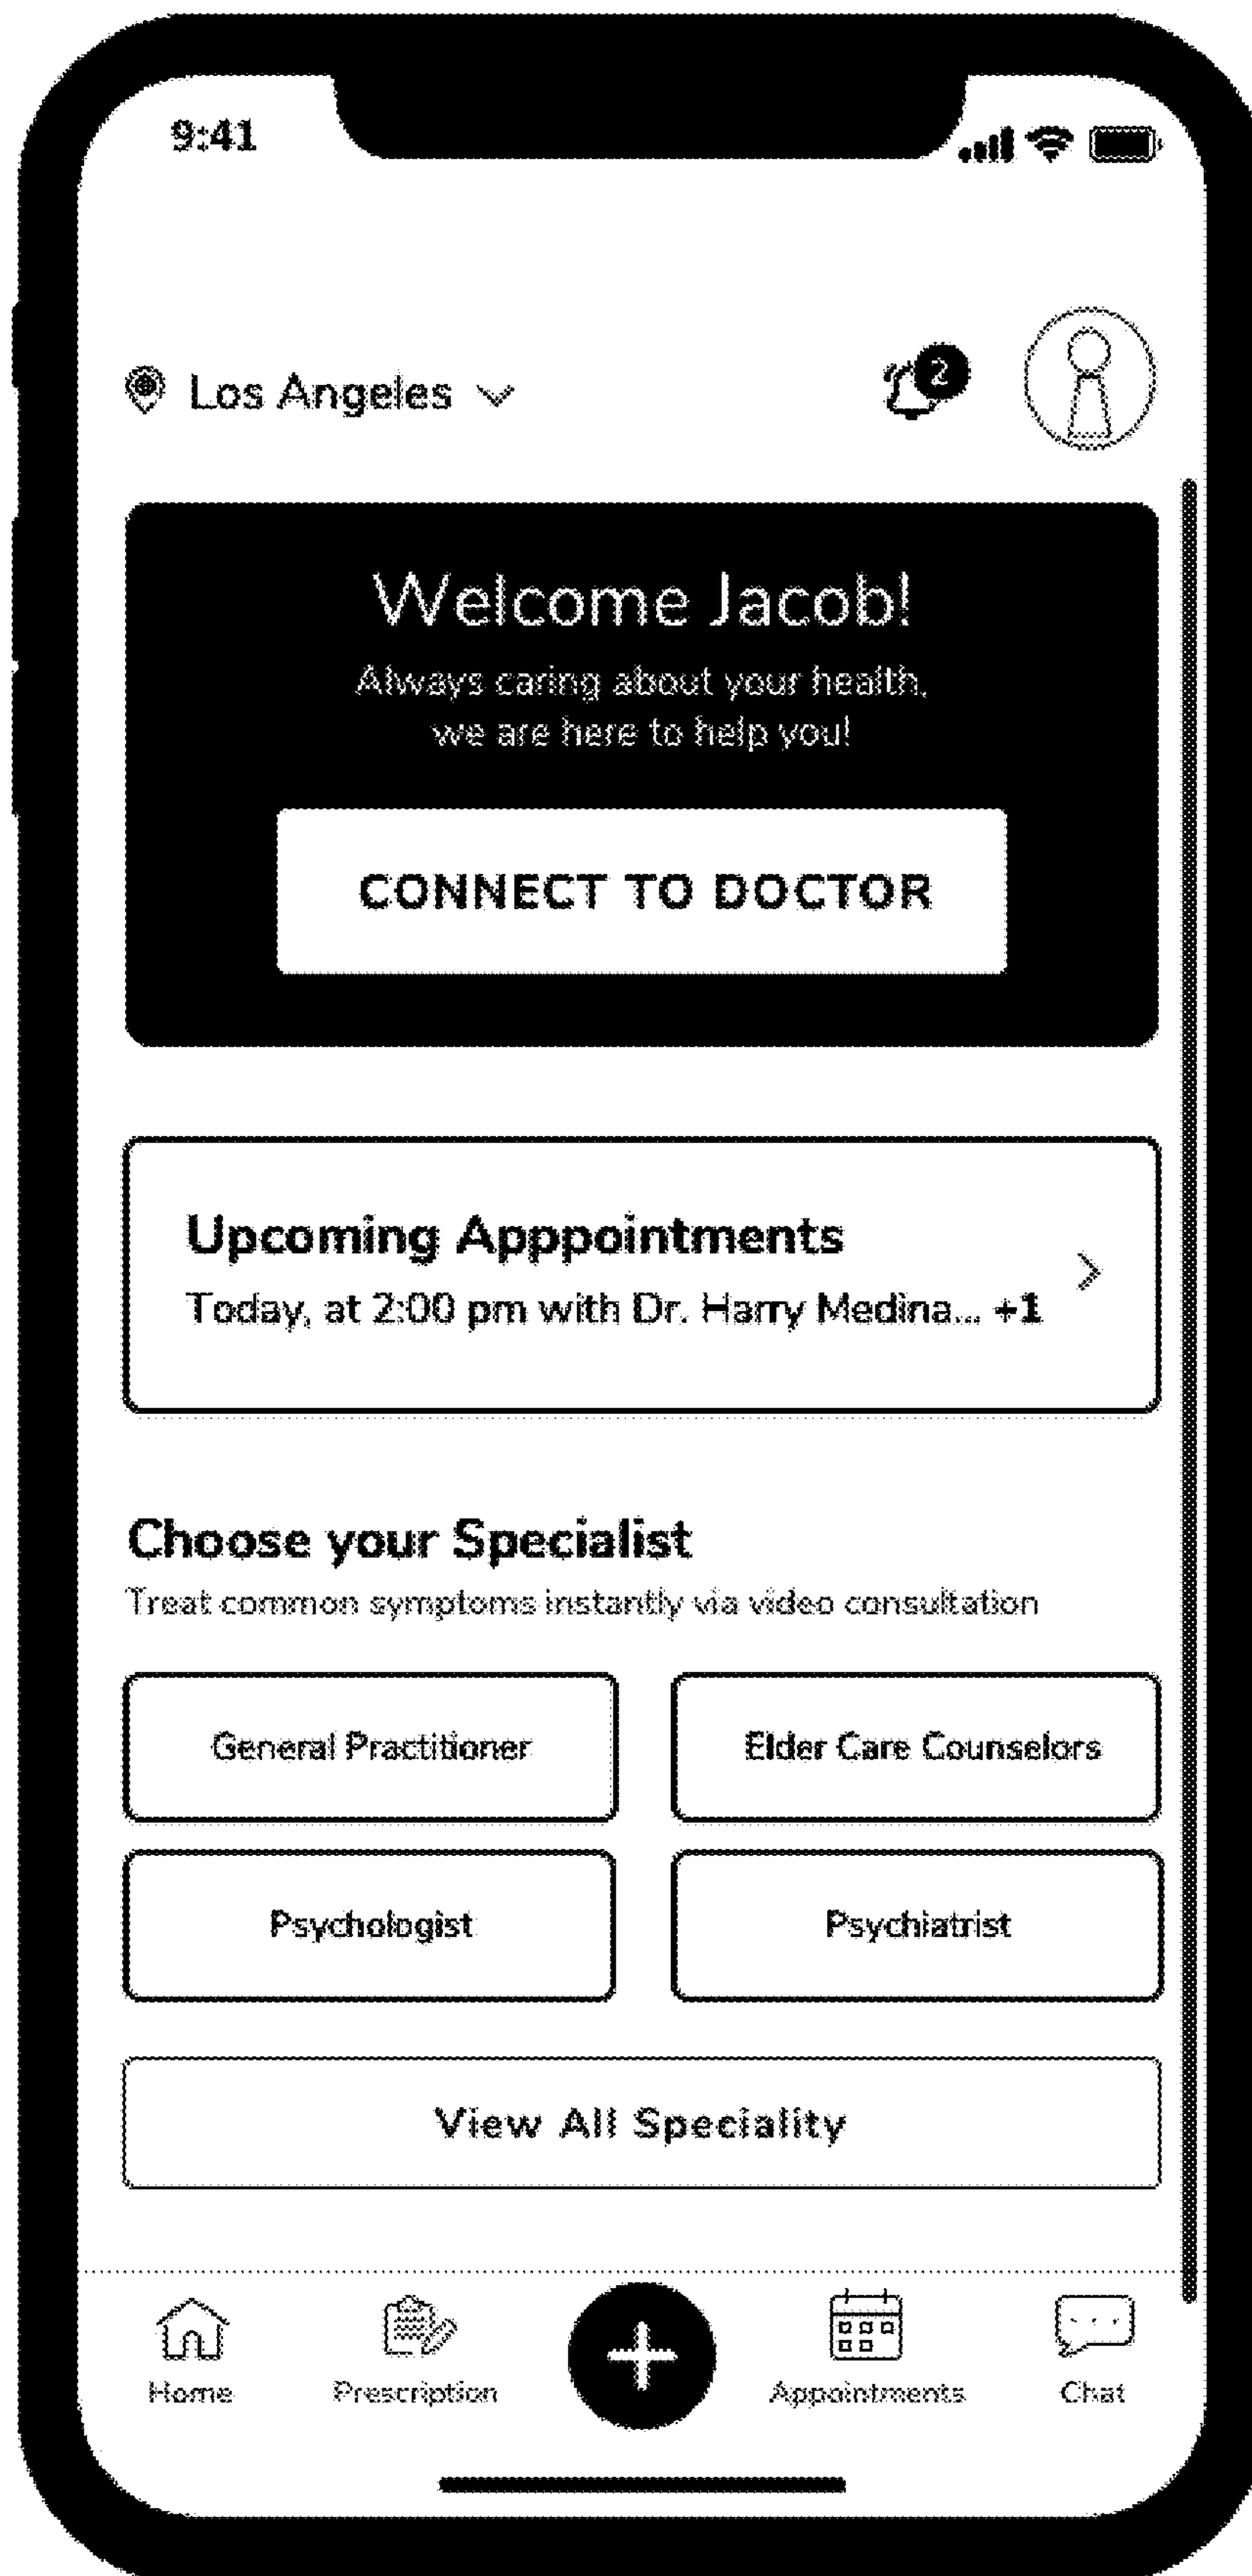 9:41
Los Angeles
2
Welcome Jacob!
Always caring about your health,
we are here to help you!
CONNECT TO DOCTOR
Upcoming Apppointments
Today, at 2:00 pm with Dr. Harry Medina... +1
Choose your Specialist
Treat common symptoms instantly via video consultation
General Practitioner
Elder Care Counselors
Psychologist
Psychiatrist
View All Speciality
Home
Prescription
Appointments
Chat